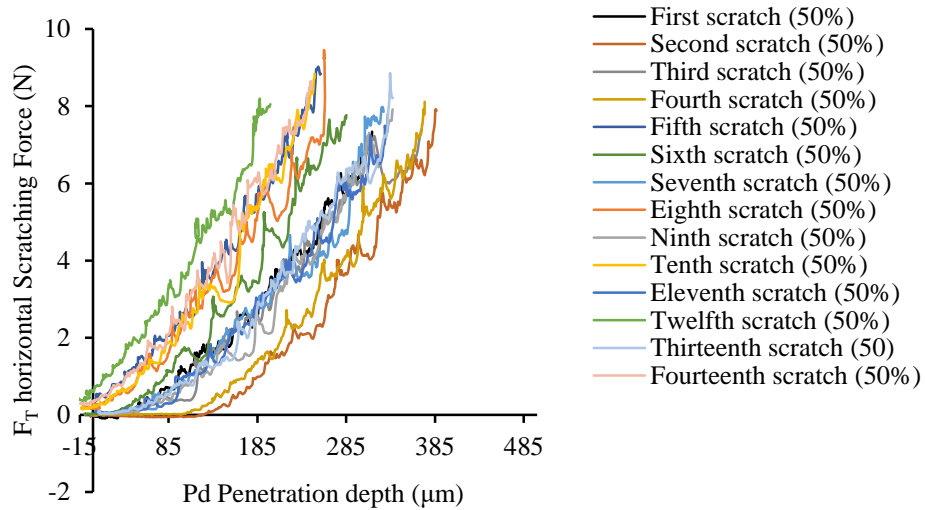 10
8
6
4
2
0
-2
-15
85
185
285
385
485
F_T horizontal Scratching Force (N)
Pd Penetration depth (μm)
First scratch (50%)
Second scratch (50%)
Third scratch (50%)
Fourth scratch (50%)
Fifth scratch (50%)
Sixth scratch (50%)
Seventh scratch (50%)
Eighth scratch (50%)
Ninth scratch (50%)
Tenth scratch (50%)
Eleventh scratch (50%)
Twelfth scratch (50%)
Thirteenth scratch (50)
Fourteenth scratch (50%)